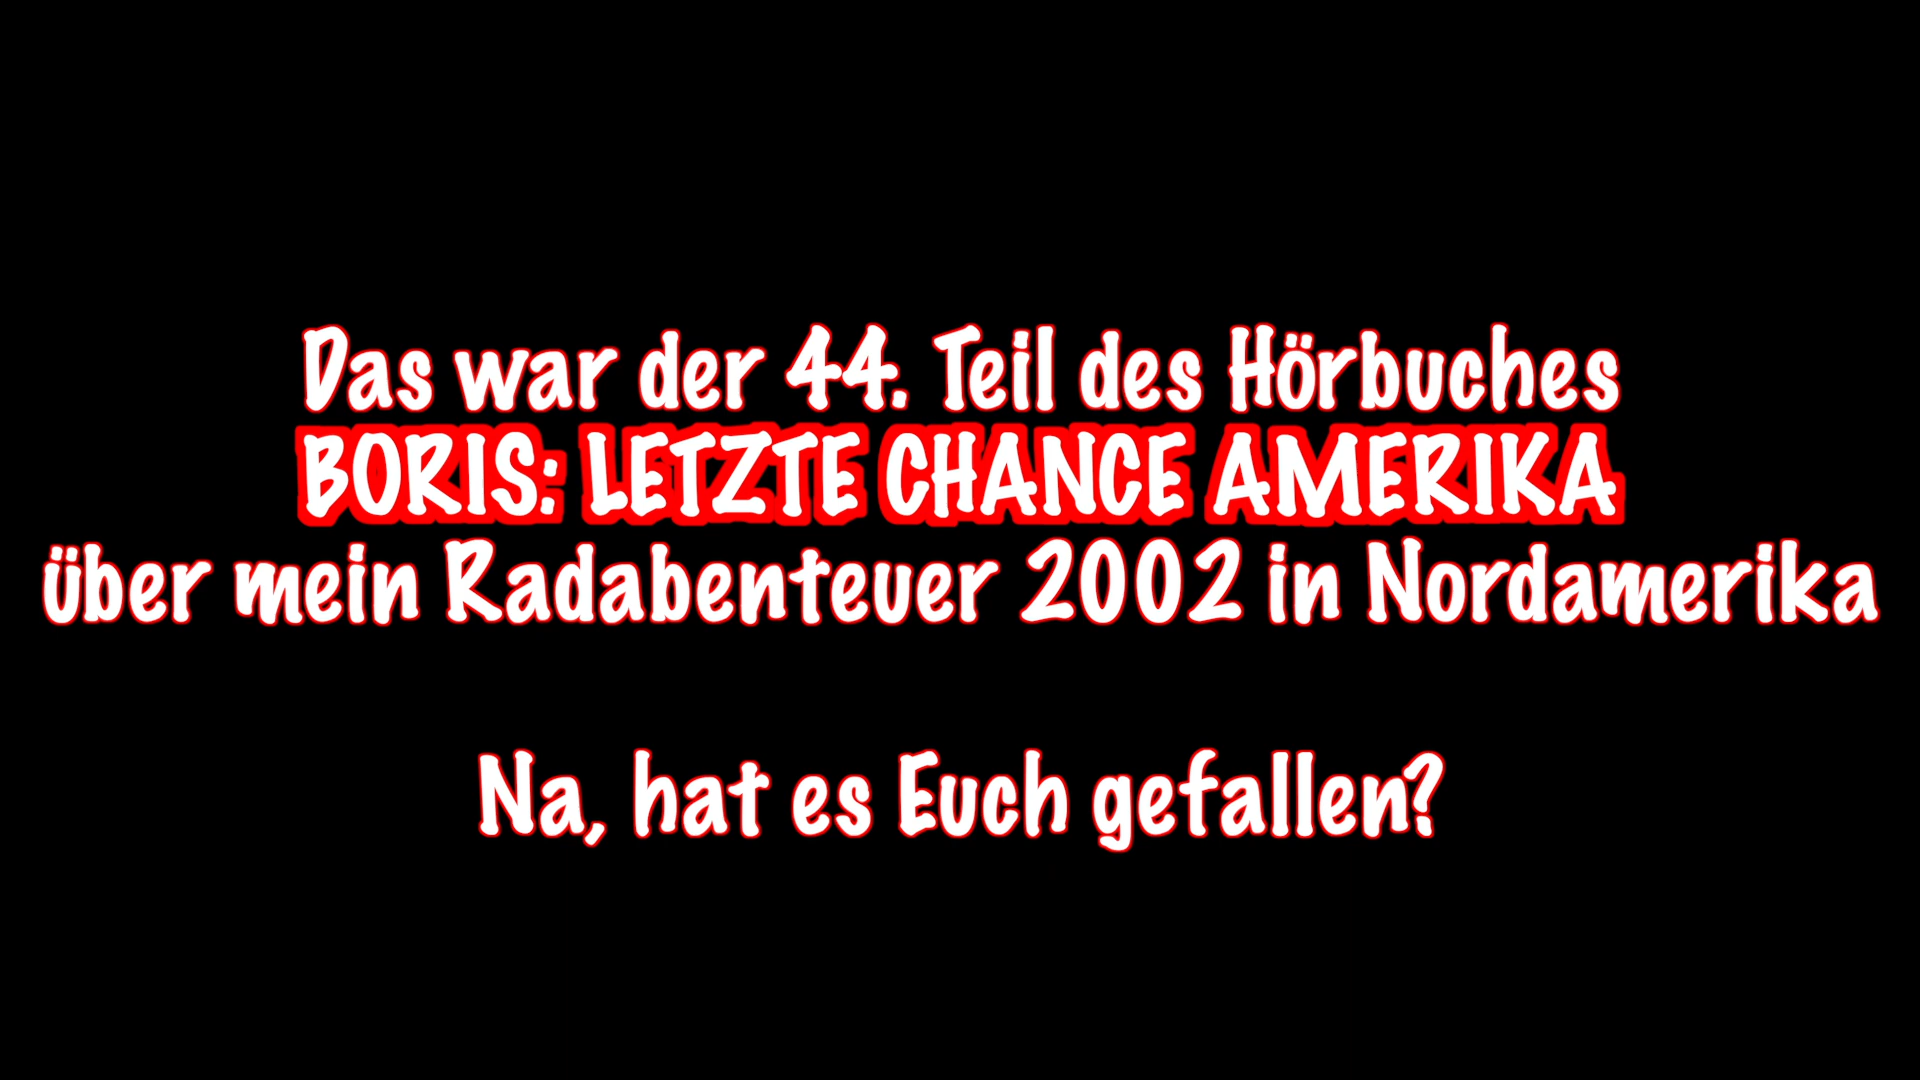 Das war der 44. Teil des Hörbuches
BORIS: LETZTE CHANCE AMERIKA
über mein Radabenteuer 2002 in Nordamerika
Na, hat es Euch gefallen?